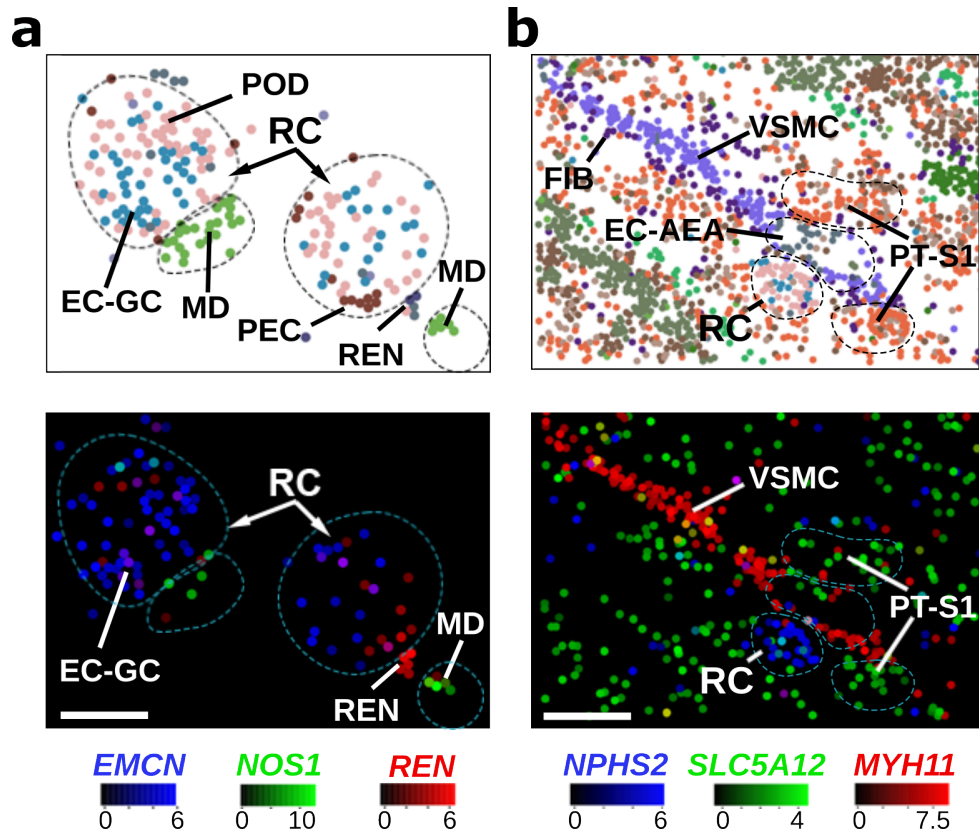 a
POD
RC
EC-GC
MD
PEC
REN
MD
b
VSMC
FIB
EC-AEA
PT-S1
RC
RC
EC-GC
MD
REN
VSMC
PT-S1
RC
EMCN NOS1 REN
0 6 0 10 0 6
NPHS2 SLC5A12 MYH11
0 6 0 4 0 7.5